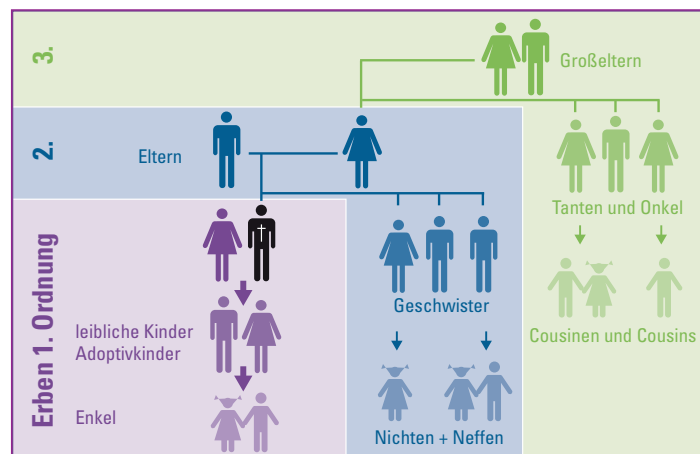 3.
Großeltern
2.
Eltern
Tanten und Onkel
Erben 1. Ordnung
Geschwister
leibliche Kinder
Adoptivkinder
Cousinen und Cousins
Enkel
Nichten + Neffen